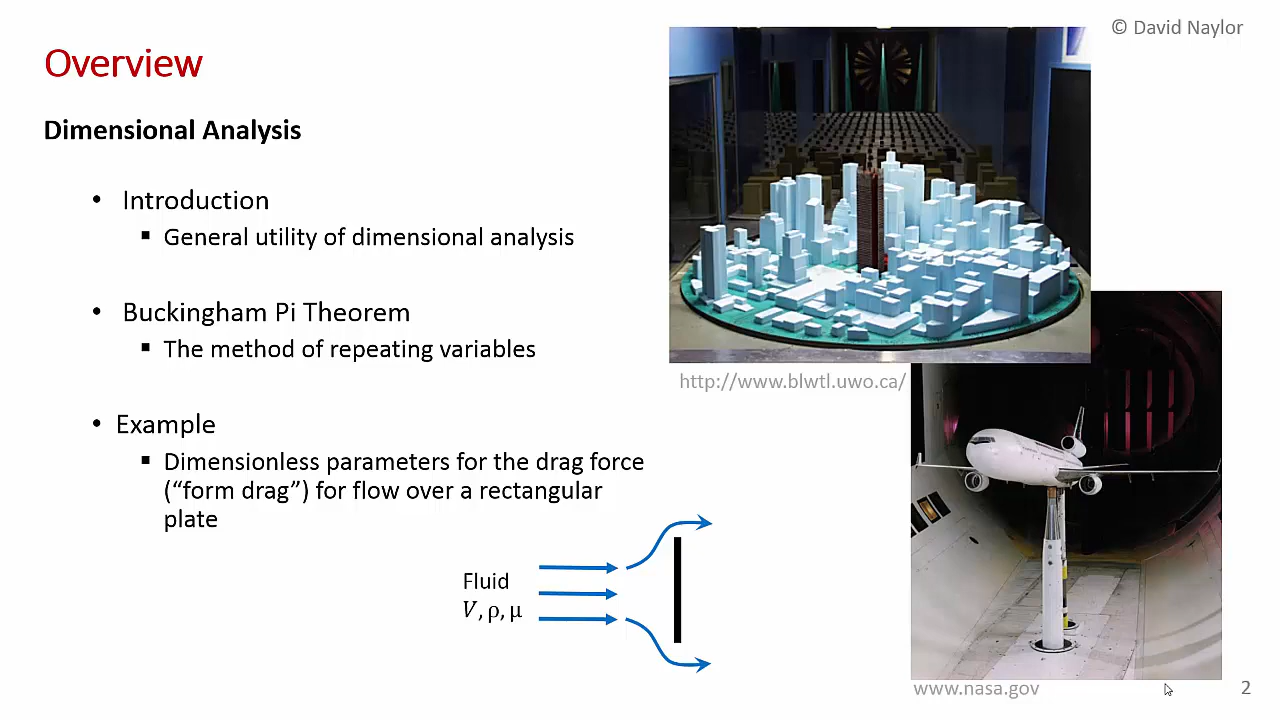 © David Naylor
Overview
Dimensional Analysis
• Introduction
▪ General utility of dimensional analysis
• Buckingham Pi Theorem
▪ The method of repeating variables
http://www.blwtl.uwo.ca/
• Example
▪ Dimensionless parameters for the drag force
(“form drag”) for flow over a rectangular
plate
Fluid
V, ρ, μ
www.nasa.gov
2